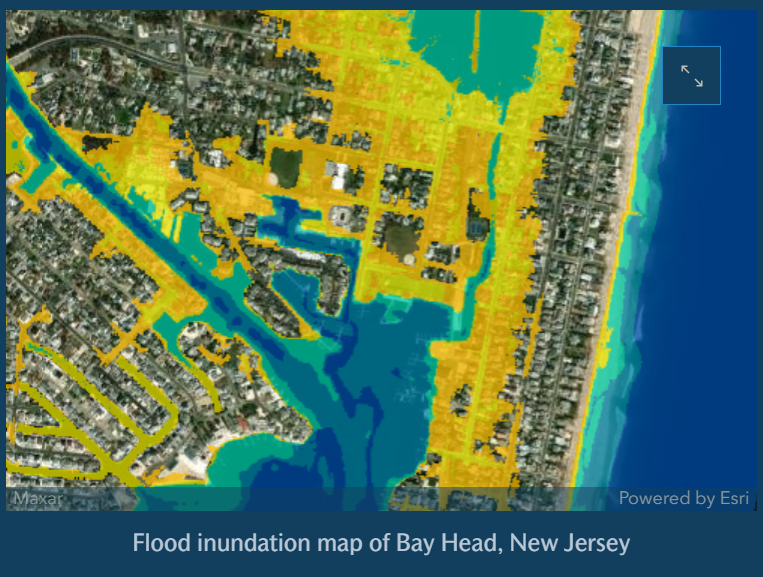 Maxar
Powered by Esri
Flood inundation map of Bay Head, New Jersey